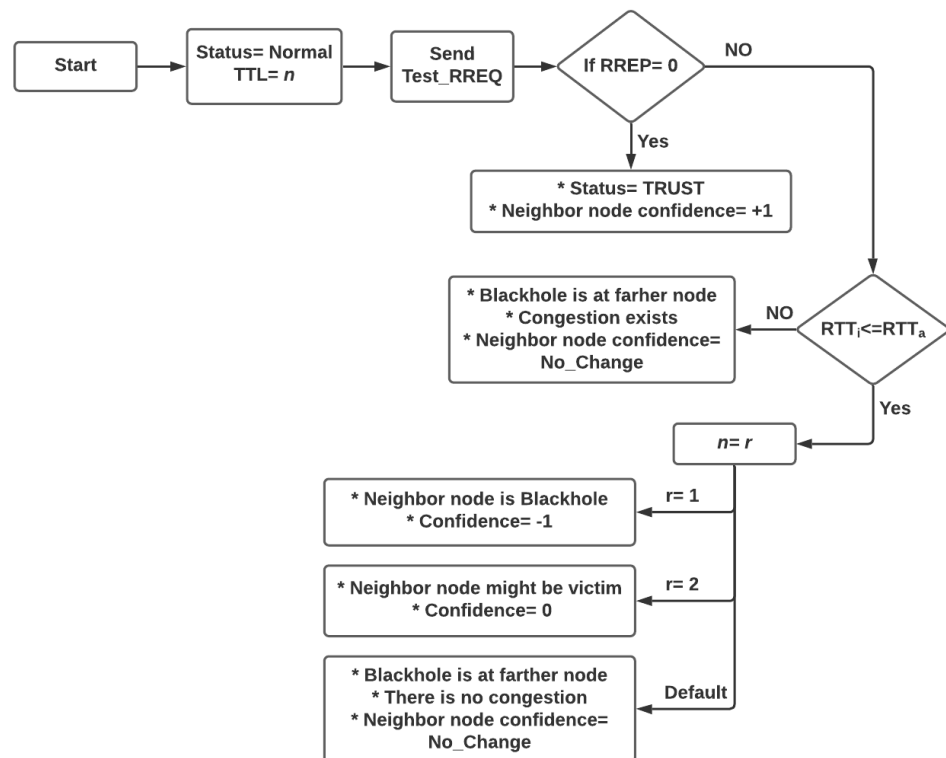 Start
Status= Normal
TTL= n
Send
Test_RREQ
If RREP= 0
NO
Yes
* Status= TRUST
* Neighbor node confidence= +1
* Blackhole is at farher node
* Congestion exists
* Neighbor node confidence=
No_Change
NO
RTTᵢ<=RTTₐ
Yes
n= r
* Neighbor node is Blackhole
* Confidence= -1
r= 1
* Neighbor node might be victim
* Confidence= 0
r= 2
* Blackhole is at farther node
* There is no congestion
* Neighbor node confidence=
No_Change
Default